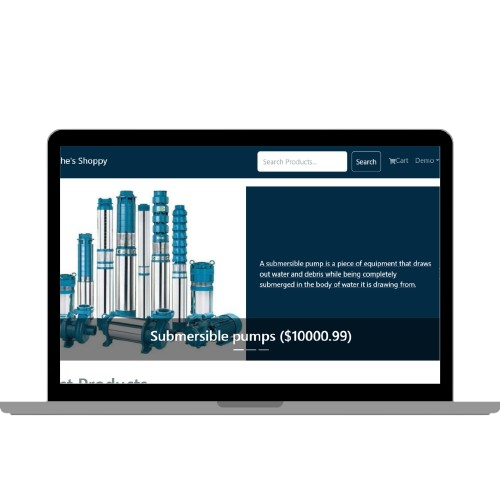 he's Shoppy
Search Products..
Search
Cart
Demo
A submersible pump is a piece of equipment that draws
out water and debris while being completely
submerged in the body of water it is drawing from.
Submersible pumps ($10000.99)
st Products